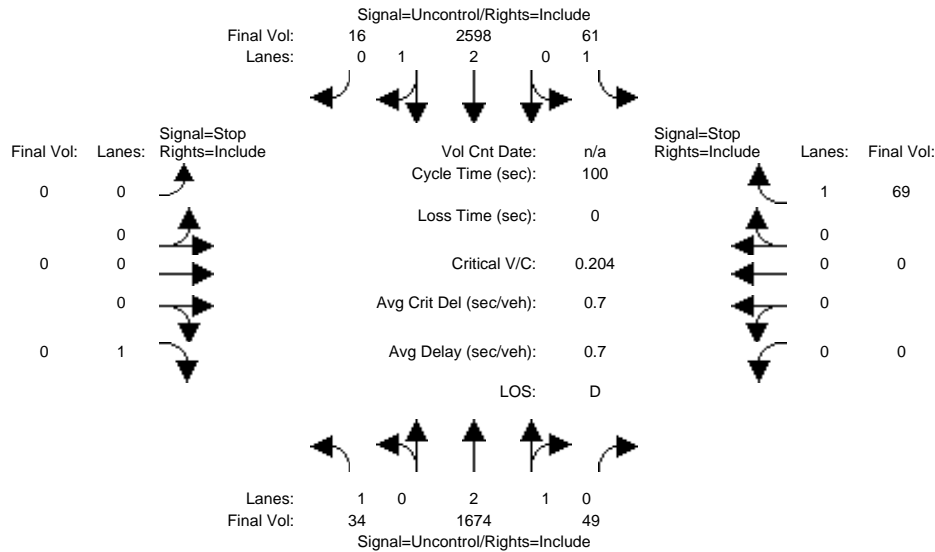 Signal=Uncontrol/Rights=Include
Final Vol: 16 2598 61
Lanes: 0 1 2 0 1
Signal=Stop
Final Vol: Lanes: Rights=Include
Vol Cnt Date: n/a
Signal=Stop
Rights=Include Lanes: Final Vol:
Cycle Time (sec): 100
0 0
1 69
Loss Time (sec): 0
0
0
0 0
Critical V/C: 0.204
0 0
0
Avg Crit Del (sec/veh): 0.7
0
0 1
Avg Delay (sec/veh): 0.7
0 0
LOS: D
Lanes: 1 0 2 1 0
Final Vol: 34 1674 49
Signal=Uncontrol/Rights=Include